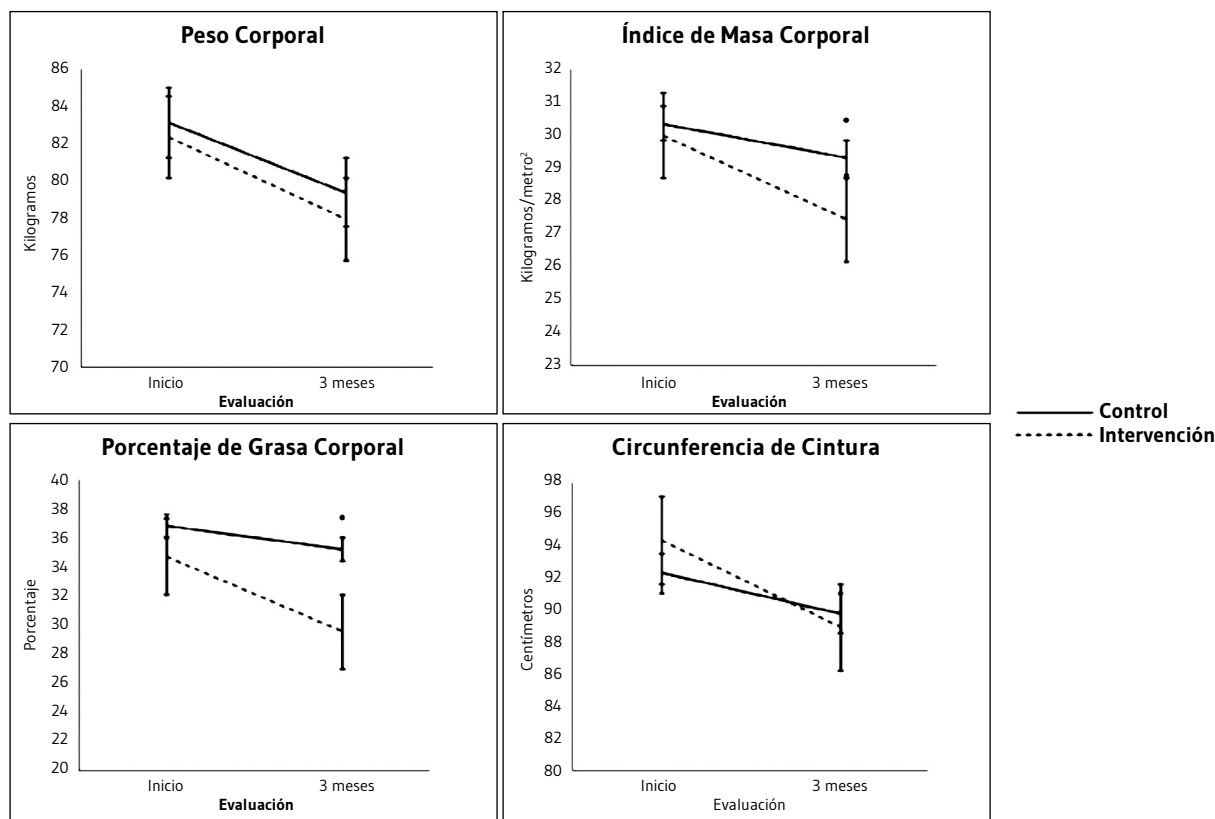 Peso Corporal
Kilogramos
86
84
82
80
78
76
74
72
70
Inicio
3 meses
Evaluación
Índice de Masa Corporal
Kilogramos/metro²
32
31
30
29
28
27
26
25
24
23
Inicio
3 meses
Evaluación
Control
Intervención
Porcentaje de Grasa Corporal
Porcentaje
40
38
36
34
32
30
28
26
24
22
20
Inicio
3 meses
Evaluación
Circunferencia de Cintura
Centímetros
98
96
94
92
90
88
86
84
82
80
Inicio
3 meses
Evaluación